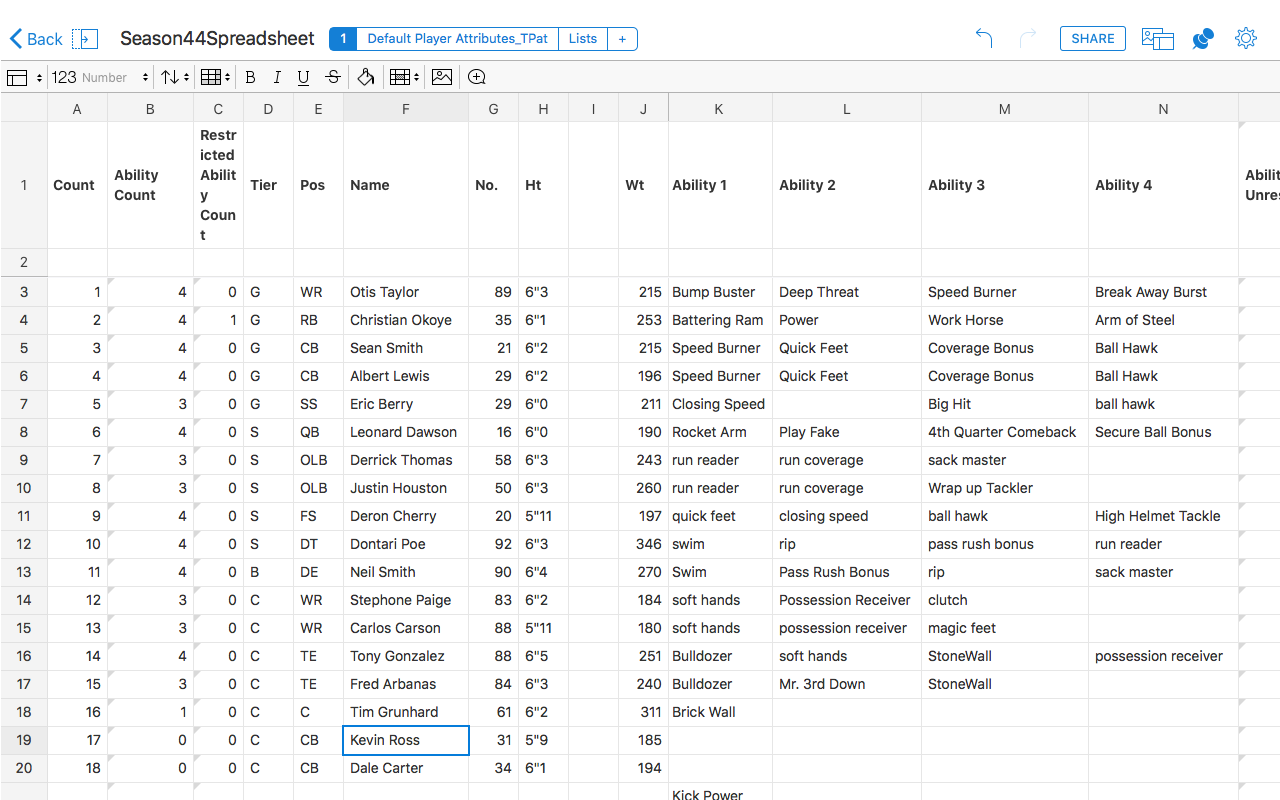 Back Season44Spreadsheet 1 Default Player Attributes_TPat Lists + SHARE
123 Number B I U S
A B C D E F G H I J K L M N
1 Count Ability Count Restricted Ability Count Tier Pos Name No. Ht Wt Ability 1 Ability 2 Ability 3 Ability 4 Abilit Unres
2
3 1 4 0 G WR Otis Taylor 89 6"3 215 Bump Buster Deep Threat Speed Burner Break Away Burst
4 2 4 1 G RB Christian Okoye 35 6"1 253 Battering Ram Power Work Horse Arm of Steel
5 3 4 0 G CB Sean Smith 21 6"2 215 Speed Burner Quick Feet Coverage Bonus Ball Hawk
6 4 4 0 G CB Albert Lewis 29 6"2 196 Speed Burner Quick Feet Coverage Bonus Ball Hawk
7 5 3 0 G SS Eric Berry 29 6"0 211 Closing Speed Big Hit ball hawk
8 6 4 0 S QB Leonard Dawson 16 6"0 190 Rocket Arm Play Fake 4th Quarter Comeback Secure Ball Bonus
9 7 3 0 S OLB Derrick Thomas 58 6"3 243 run reader run coverage sack master
10 8 3 0 S OLB Justin Houston 50 6"3 260 run reader run coverage Wrap up Tackler
11 9 4 0 S FS Deron Cherry 20 5"11 197 quick feet closing speed ball hawk High Helmet Tackle
12 10 4 0 S DT Dontari Poe 92 6"3 346 swim rip pass rush bonus run reader
13 11 4 0 B DE Neil Smith 90 6"4 270 Swim Pass Rush Bonus rip sack master
14 12 3 0 C WR Stephone Paige 83 6"2 184 soft hands Possession Receiver clutch
15 13 3 0 C WR Carlos Carson 88 5"11 180 soft hands possession receiver magic feet
16 14 4 0 C TE Tony Gonzalez 88 6"5 251 Bulldozer soft hands StoneWall possession receiver
17 15 3 0 C TE Fred Arbanas 84 6"3 240 Bulldozer Mr. 3rd Down StoneWall
18 16 1 0 C C Tim Grunhard 61 6"2 311 Brick Wall
19 17 0 0 C CB Kevin Ross 31 5"9 185
20 18 0 0 C CB Dale Carter 34 6"1 194
Kick Power